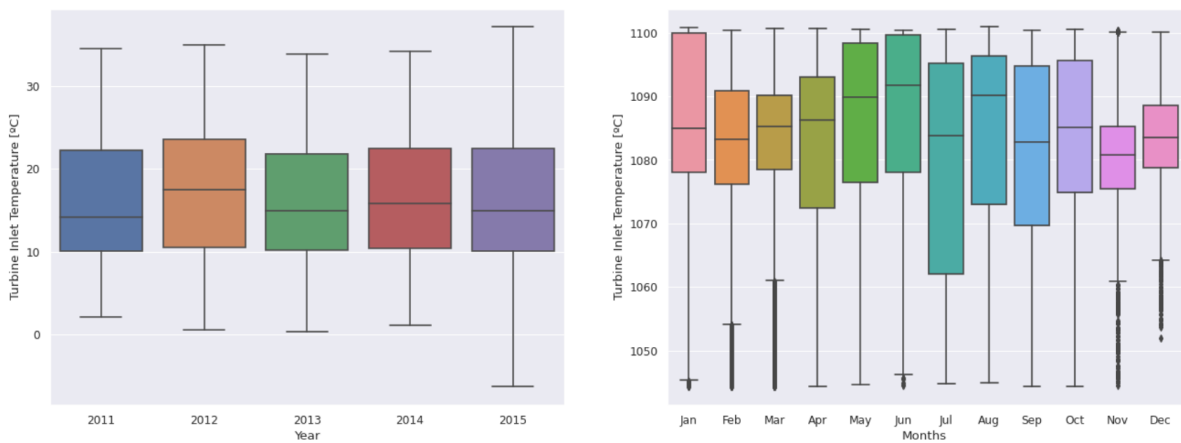 Turbine Inlet Temperature [ºC]
30
20
10
0
2011 2012 2013 2014 2015
Year
Turbine Inlet Temperature [ºC]
1100
1090
1080
1070
1060
1050
Jan Feb Mar Apr May Jun Jul Aug Sep Oct Nov Dec
Months